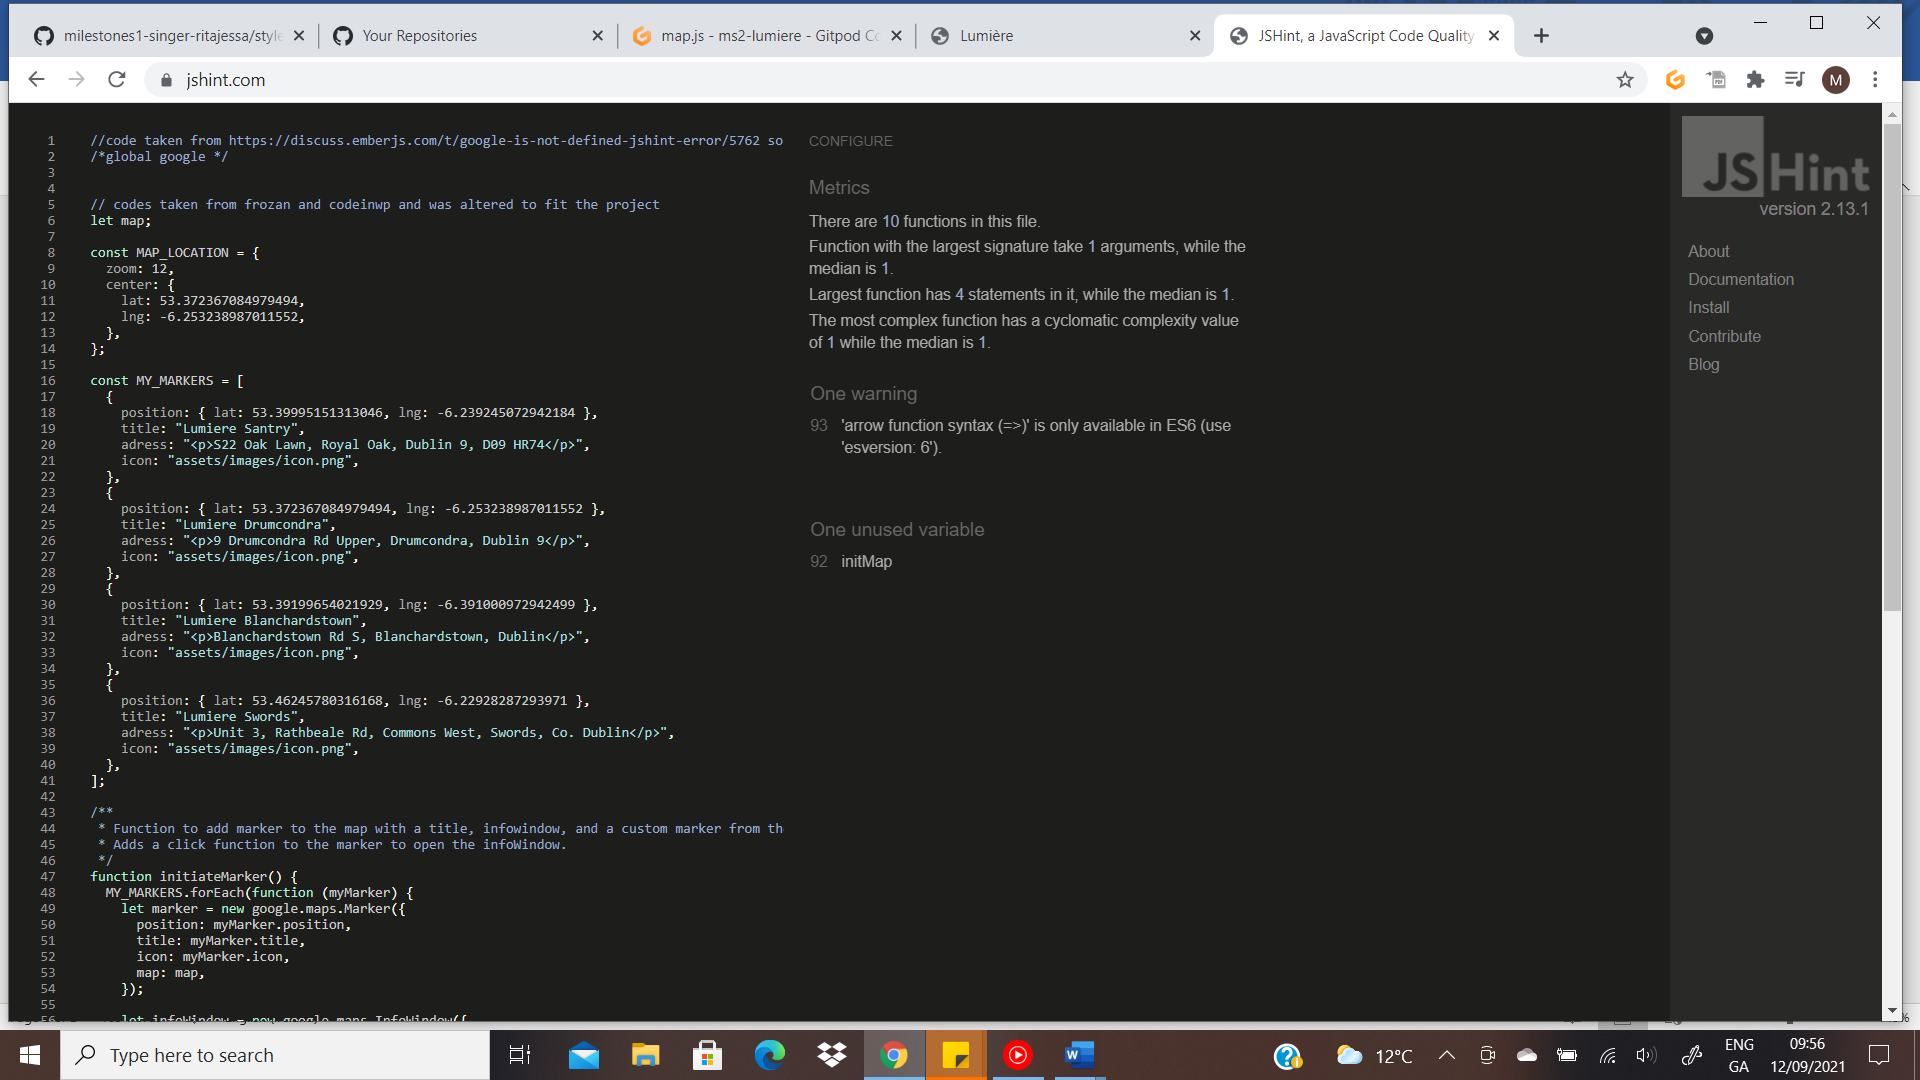 milestones1-singer-ritajessa/style
Your Repositories
map.js - ms2-lumiere - Gitpod Co
Lumière
JSHint, a JavaScript Code Quality
jshint.com
M
1 //code taken from https://discuss.emberjs.com/t/google-is-not-defined-jshint-error/5762 so
2 /*global google */
3
4
5 // codes taken from frozan and codeinwp and was altered to fit the project
6 let map;
7
8 const MAP_LOCATION = {
9 zoom: 12,
10 center: {
11 lat: 53.372367084979494,
12 lng: -6.253238987011552,
13 },
14 };
15
16 const MY_MARKERS = [
17 {
18 position: { lat: 53.39995151313046, lng: -6.239245072942184 },
19 title: "Lumiere Santry",
20 adress: "<p>S22 Oak Lawn, Royal Oak, Dublin 9, D09 HR74</p>",
21 icon: "assets/images/icon.png",
22 },
23 {
24 position: { lat: 53.372367084979494, lng: -6.253238987011552 },
25 title: "Lumiere Drumcondra",
26 adress: "<p>9 Drumcondra Rd Upper, Drumcondra, Dublin 9</p>",
27 icon: "assets/images/icon.png",
28 },
29 {
30 position: { lat: 53.39199654021929, lng: -6.391000972942499 },
31 title: "Lumiere Blanchardstown",
32 adress: "<p>Blanchardstown Rd S, Blanchardstown, Dublin</p>",
33 icon: "assets/images/icon.png",
34 },
35 {
36 position: { lat: 53.46245780316168, lng: -6.22928287293971 },
37 title: "Lumiere Swords",
38 adress: "<p>Unit 3, Rathbeale Rd, Commons West, Swords, Co. Dublin</p>",
39 icon: "assets/images/icon.png",
40 },
41 ];
42
43 /**
44 * Function to add marker to the map with a title, infowindow, and a custom marker from th
45 * Adds a click function to the marker to open the infoWindow.
46 */
47 function initiateMarker() {
48 MY_MARKERS.forEach(function (myMarker) {
49 let marker = new google.maps.Marker({
50 position: myMarker.position,
51 title: myMarker.title,
52 icon: myMarker.icon,
53 map: map,
54 });
55
56 let infoWindow = new google.maps.InfoWindow({
CONFIGURE
Metrics
There are 10 functions in this file.
Function with the largest signature take 1 arguments, while the
median is 1.
Largest function has 4 statements in it, while the median is 1.
The most complex function has a cyclomatic complexity value
of 1 while the median is 1.
One warning
93 'arrow function syntax (=>)' is only available in ES6 (use
'esversion: 6').
One unused variable
92 initMap
JSHint
version 2.13.1
About
Documentation
Install
Contribute
Blog
Type here to search
12°C
ENG
GA
09:56
12/09/2021